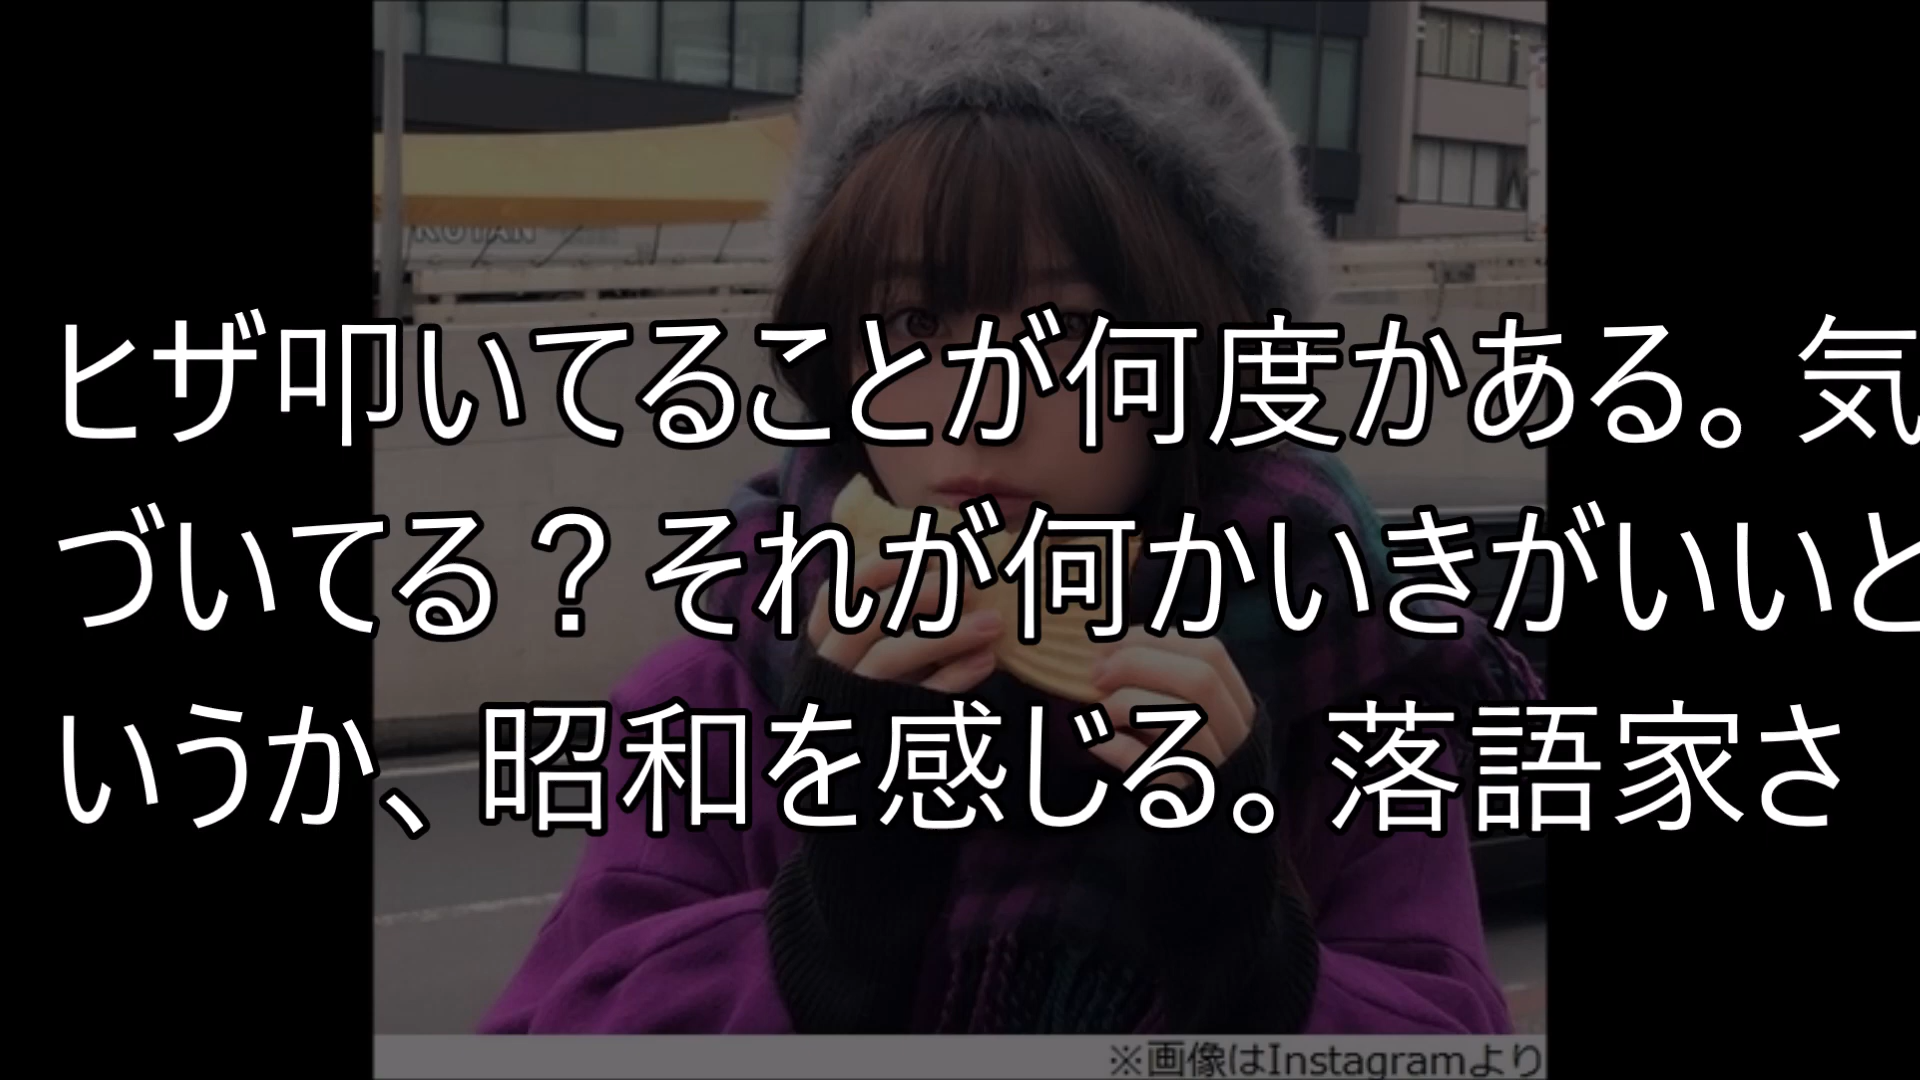 KUTAN
ヒザ叩いてることが何度かある。気
づいてる？それが何かいきがいいと
いうか、昭和を感じる。落語家さ
※画像はInstagramより